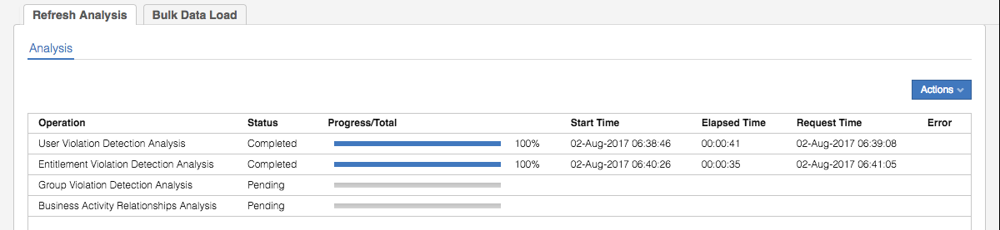 Refresh Analysis Bulk Data Load
Analysis
Actions
Operation Status Progress/Total Start Time Elapsed Time Request Time Error
User Violation Detection Analysis Completed 100% 02-Aug-2017 06:38:46 00:00:41 02-Aug-2017 06:39:08
Entitlement Violation Detection Analysis Completed 100% 02-Aug-2017 06:40:26 00:00:35 02-Aug-2017 06:41:05
Group Violation Detection Analysis Pending
Business Activity Relationships Analysis Pending